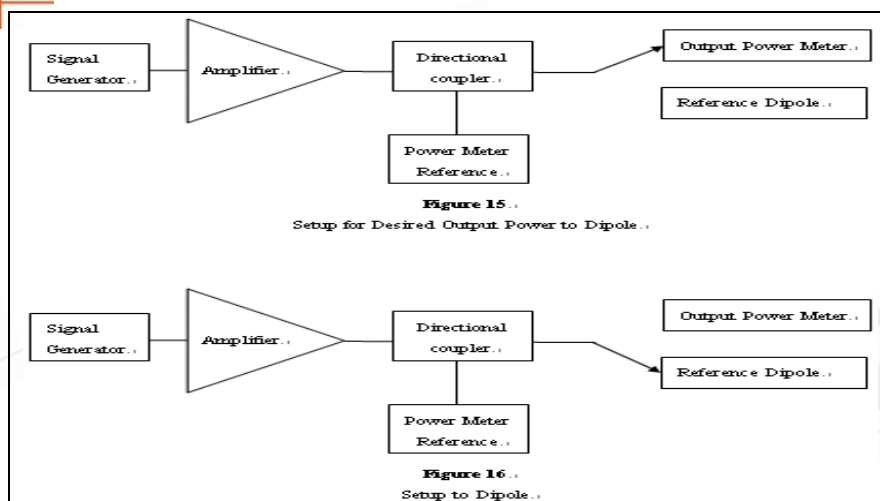 Signal
Generator.
Amplifier.
Directional
coupler.
Output Power Meter.
Reference Dipole.
Power Meter
Reference.
Figure 15.
Setup for Desired Output Power to Dipole.
Signal
Generator.
Amplifier.
Directional
coupler.
Output Power Meter.
Reference Dipole.
Power Meter
Reference.
Figure 16.
Setup to Dipole.